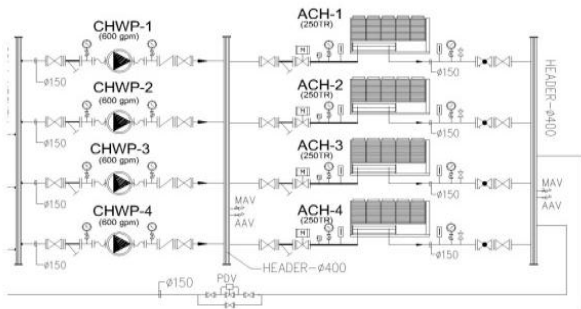 CHWP-1
(600 gpm)
ACH-1
(250TR)
M
ø150
ø150
CHWP-2
(600 gpm)
ACH-2
(250TR)
M
HEADER-ø400
ø150
ø150
CHWP-3
(600 gpm)
ACH-3
(250TR)
M
ø150
ø150
MAV
AAV
MAV
AAV
CHWP-4
(600 gpm)
ACH-4
(250TR)
M
ø150
ø150
HEADER-ø400
PDV
ø150